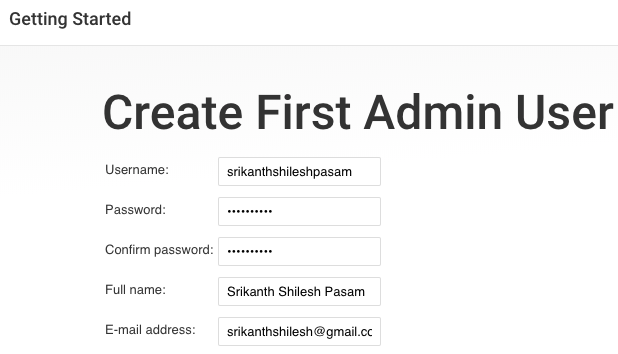 Getting Started
Create First Admin User
Username: srikanthshileshpasam
Password: ••••••••••
Confirm password: ••••••••••
Full name: Srikanth Shilesh Pasam
E-mail address: srikanthshilesh@gmail.cc